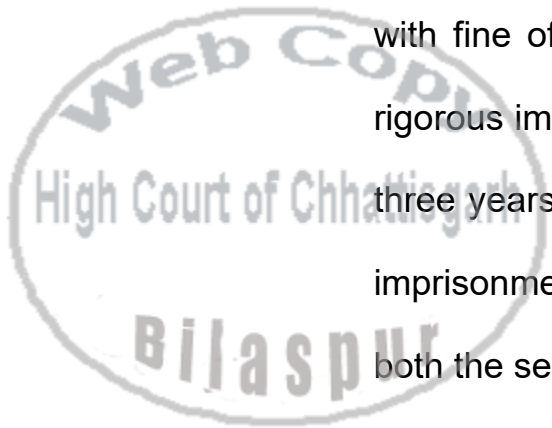 with fine of
Web Copy
rigorous im
High Court of Chhattisgarh
three years
imprisonme
Bilaspur
both the se